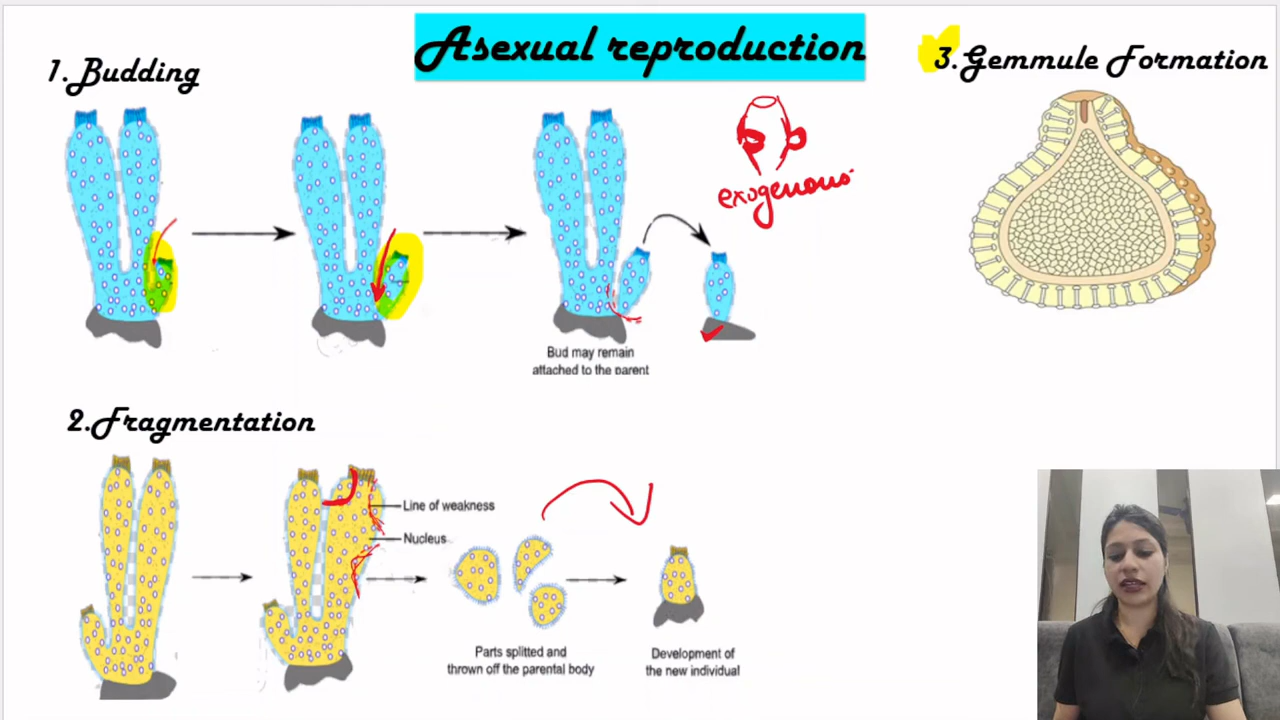 Asexual reproduction
1. Budding
3. Gemmule Formation
exogenous
Bud may remain
attached to the parent
2. Fragmentation
Line of weakness
Nucleus
Parts splitted and
thrown off the parental body
Development of
the new individual